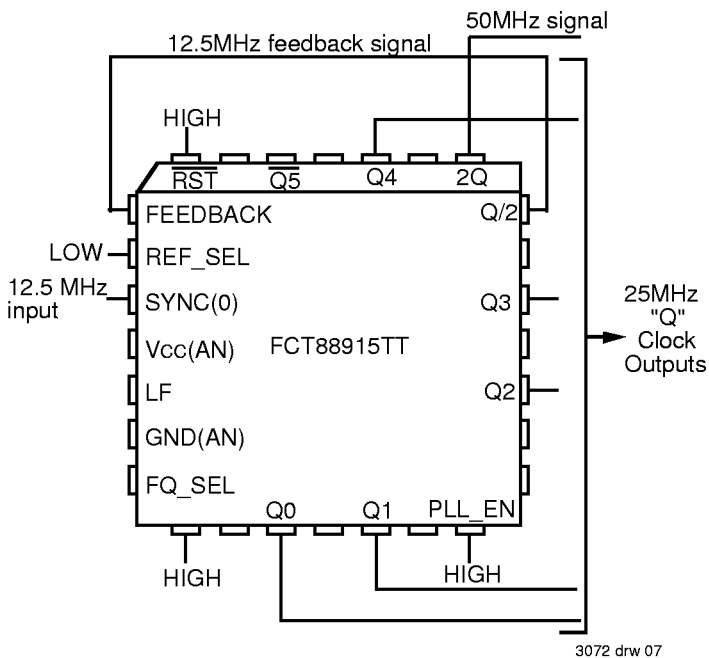 50MHz signal
12.5MHz feedback signal
HIGH
RST Q5 Q4 2Q
FEEDBACK Q/2
LOW REF_SEL
12.5 MHz
input
SYNC(0) Q3
25MHz
"Q"
Clock
Outputs
VCC(AN) FCT88915TT
LF Q2
GND(AN)
FQ_SEL
Q0 Q1 PLL_EN
HIGH HIGH
3072 drw 07